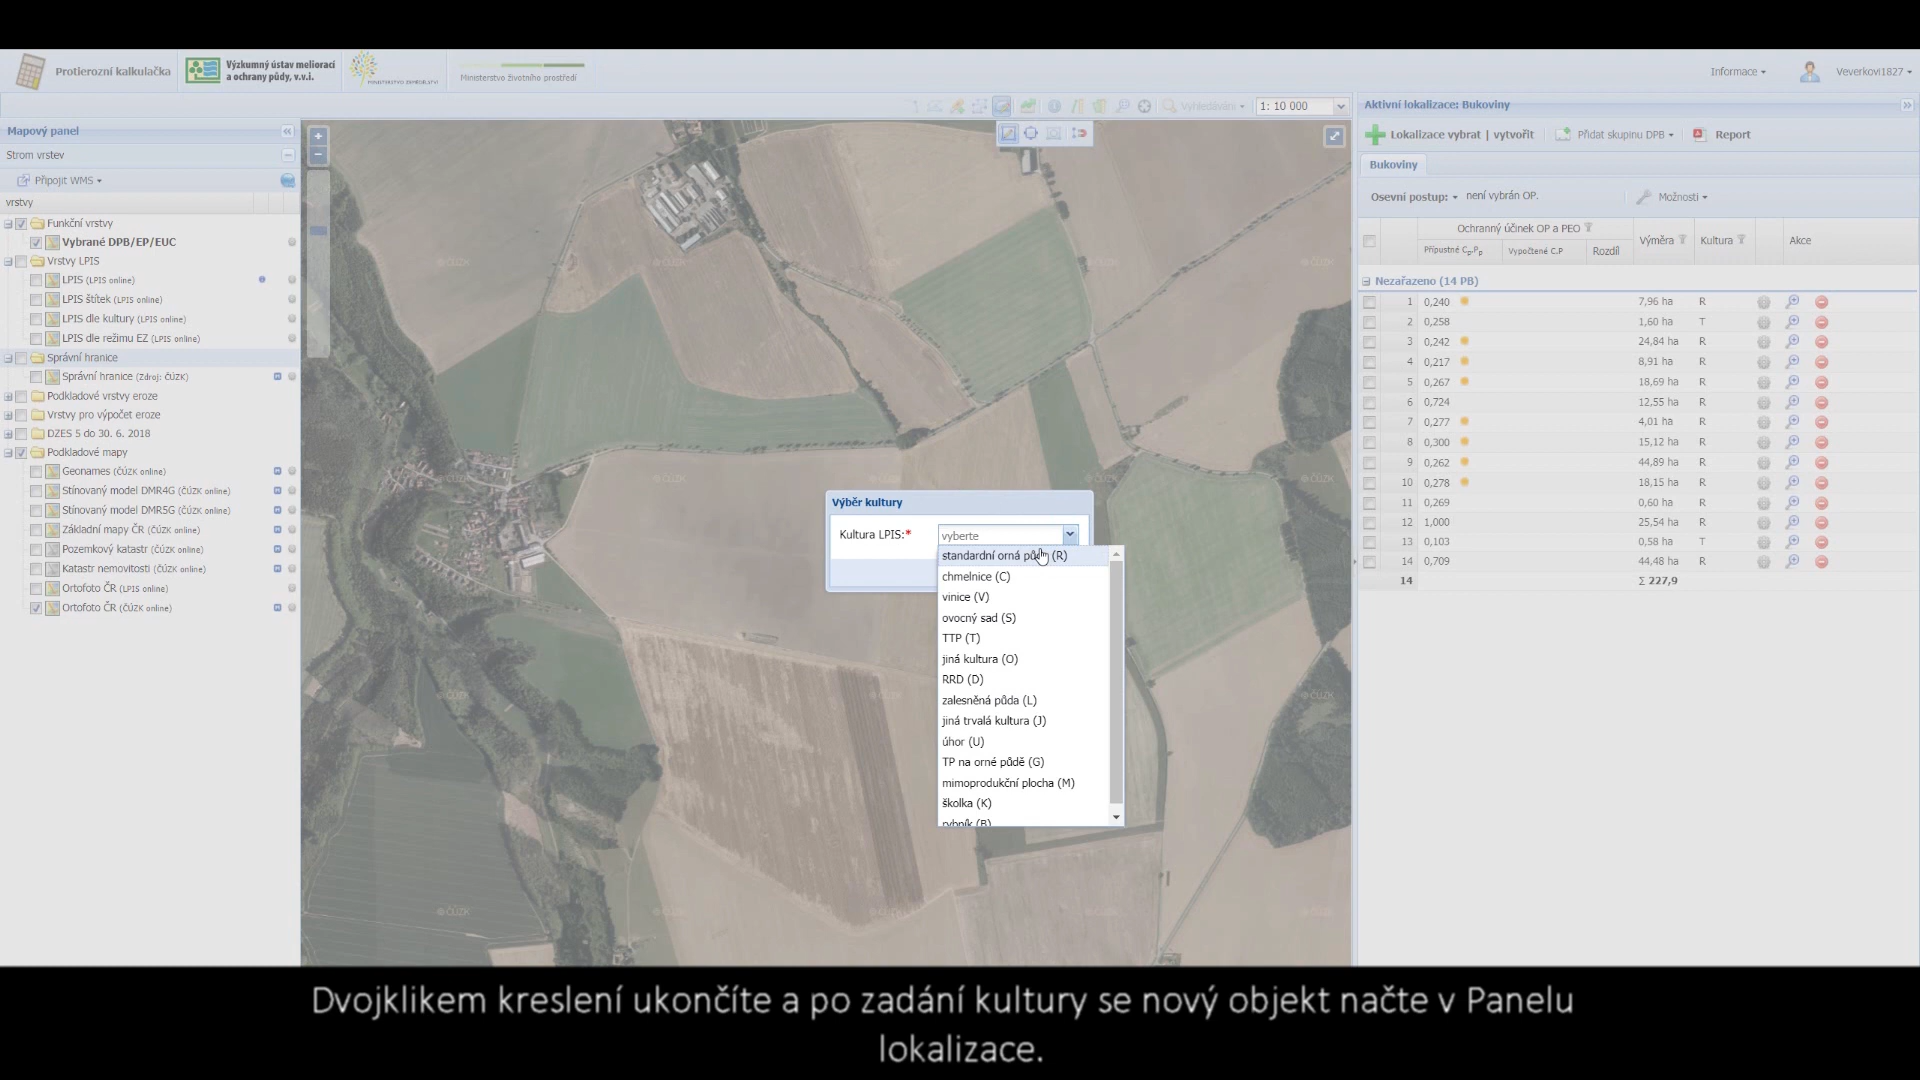 Protierozní kalkulačka
Výzkumný ústav meliorací
a ochrany půdy, v.v.i.
MINISTERSTVO ZEMĚDĚLSTVÍ
Ministerstvo životního prostředí
Informace
Veverkovi1827
Vyhledávání
1: 10 000
Mapový panel
Strom vrstev
Připojit WMS
vrstvy
Funkční vrstvy
Vybrané DPB/EP/EUC
Vrstvy LPIS
LPIS (LPIS online)
LPIS štítek (LPIS online)
LPIS dle kultury (LPIS online)
LPIS dle režimu EZ (LPIS online)
Správní hranice
Správní hranice (Zdroj: ČÚZK)
Podkladové vrstvy eroze
Vrstvy pro výpočet eroze
DZES 5 do 30. 6. 2018
Podkladové mapy
Geonames (ČÚZK online)
Stínovaný model DMR4G (ČÚZK online)
Stínovaný model DMR5G (ČÚZK online)
Základní mapy ČR (ČÚZK online)
Pozemkový katastr (ČÚZK online)
Katastr nemovitostí (ČÚZK online)
Ortofoto ČR (LPIS online)
Ortofoto ČR (ČÚZK online)
Výběr kultury
Kultura LPIS:*
vyberte
standardní orná půda (R)
chmelnice (C)
vinice (V)
ovocný sad (S)
TTP (T)
jiná kultura (O)
RRD (D)
zalesněná půda (L)
jiná trvalá kultura (J)
úhor (U)
TP na orné půdě (G)
mimoprodukční plocha (M)
školka (K)
rybník (B)
Aktivní lokalizace: Bukoviny
Lokalizace vybrat | vytvořit
Přidat skupinu DPB
Report
Bukoviny
Osevní postup: není vybrán OP.
Možnosti
Ochranný účinek OP a PEO
Přípustné Cp.Pp Vypočtené C.P Rozdíl Výměra Kultura Akce
Nezařazeno (14 PB)
1 0,240 7,96 ha R
2 0,258 1,60 ha T
3 0,242 24,84 ha R
4 0,217 8,91 ha R
5 0,267 18,69 ha R
6 0,724 12,55 ha R
7 0,277 4,01 ha R
8 0,300 15,12 ha R
9 0,262 44,89 ha R
10 0,278 18,15 ha R
11 0,269 0,60 ha R
12 1,000 25,54 ha R
13 0,103 0,58 ha T
14 0,709 44,48 ha R
14 Σ 227,9
Dvojklikem kreslení ukončíte a po zadání kultury se nový objekt načte v Panelu
lokalizace.